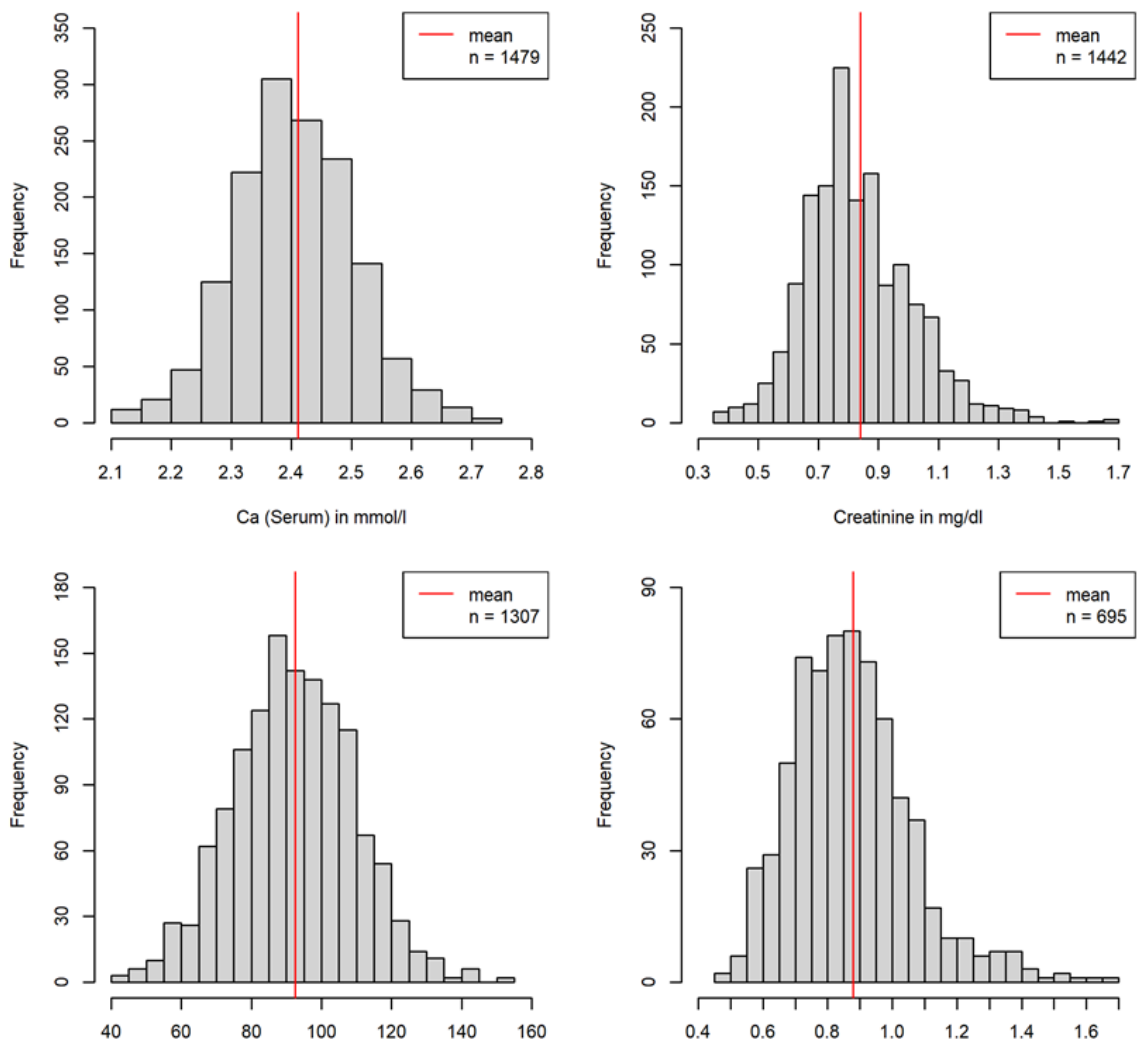 mean
n = 1479
Frequency
0 50 100 150 200 250 300 350
2.1 2.2 2.3 2.4 2.5 2.6 2.7 2.8
Ca (Serum) in mmol/l
mean
n = 1442
Frequency
0 50 100 150 200 250
0.3 0.5 0.7 0.9 1.1 1.3 1.5 1.7
Creatinine in mg/dl
mean
n = 1307
Frequency
0 30 60 90 120 150 180
40 60 80 100 120 140 160
mean
n = 695
Frequency
0 30 60 90
0.4 0.6 0.8 1.0 1.2 1.4 1.6